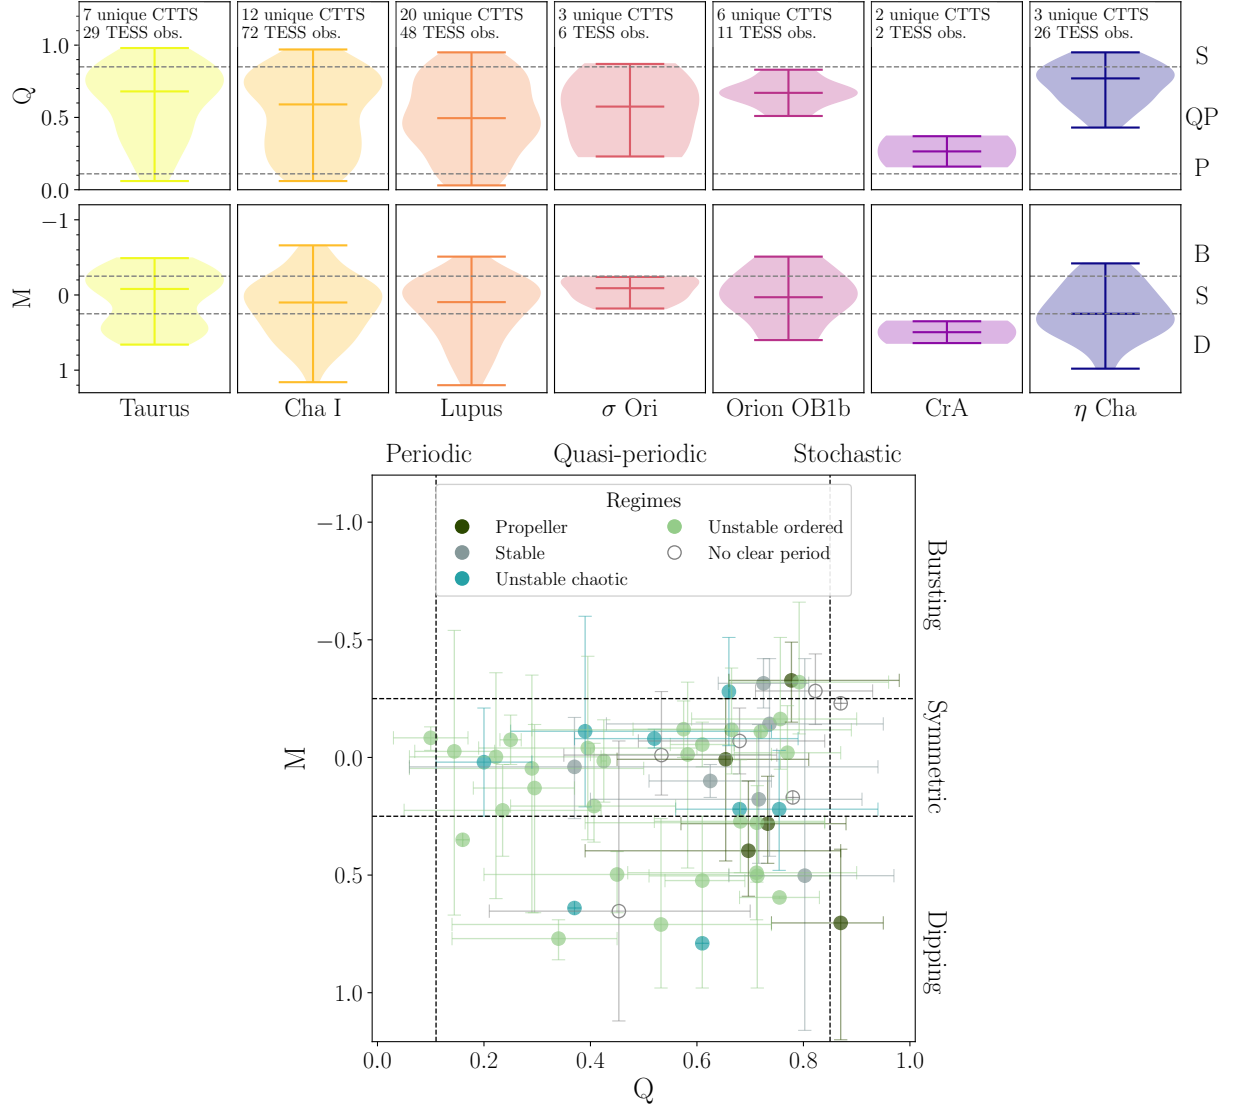 7 unique CTTS
29 TESS obs.
12 unique CTTS
72 TESS obs.
20 unique CTTS
48 TESS obs.
3 unique CTTS
6 TESS obs.
6 unique CTTS
11 TESS obs.
2 unique CTTS
2 TESS obs.
3 unique CTTS
26 TESS obs.
1.0
0.5
0.0
Q
S
QP
P
−1
0
1
M
B
S
D
Taurus
Cha I
Lupus
σ Ori
Orion OB1b
CrA
η Cha
Periodic
Quasi-periodic
Stochastic
Regimes
Propeller
Stable
Unstable chaotic
Unstable ordered
No clear period
−1.0
−0.5
0.0
0.5
1.0
M
Bursting
Symmetric
Dipping
0.0
0.2
0.4
0.6
0.8
1.0
Q